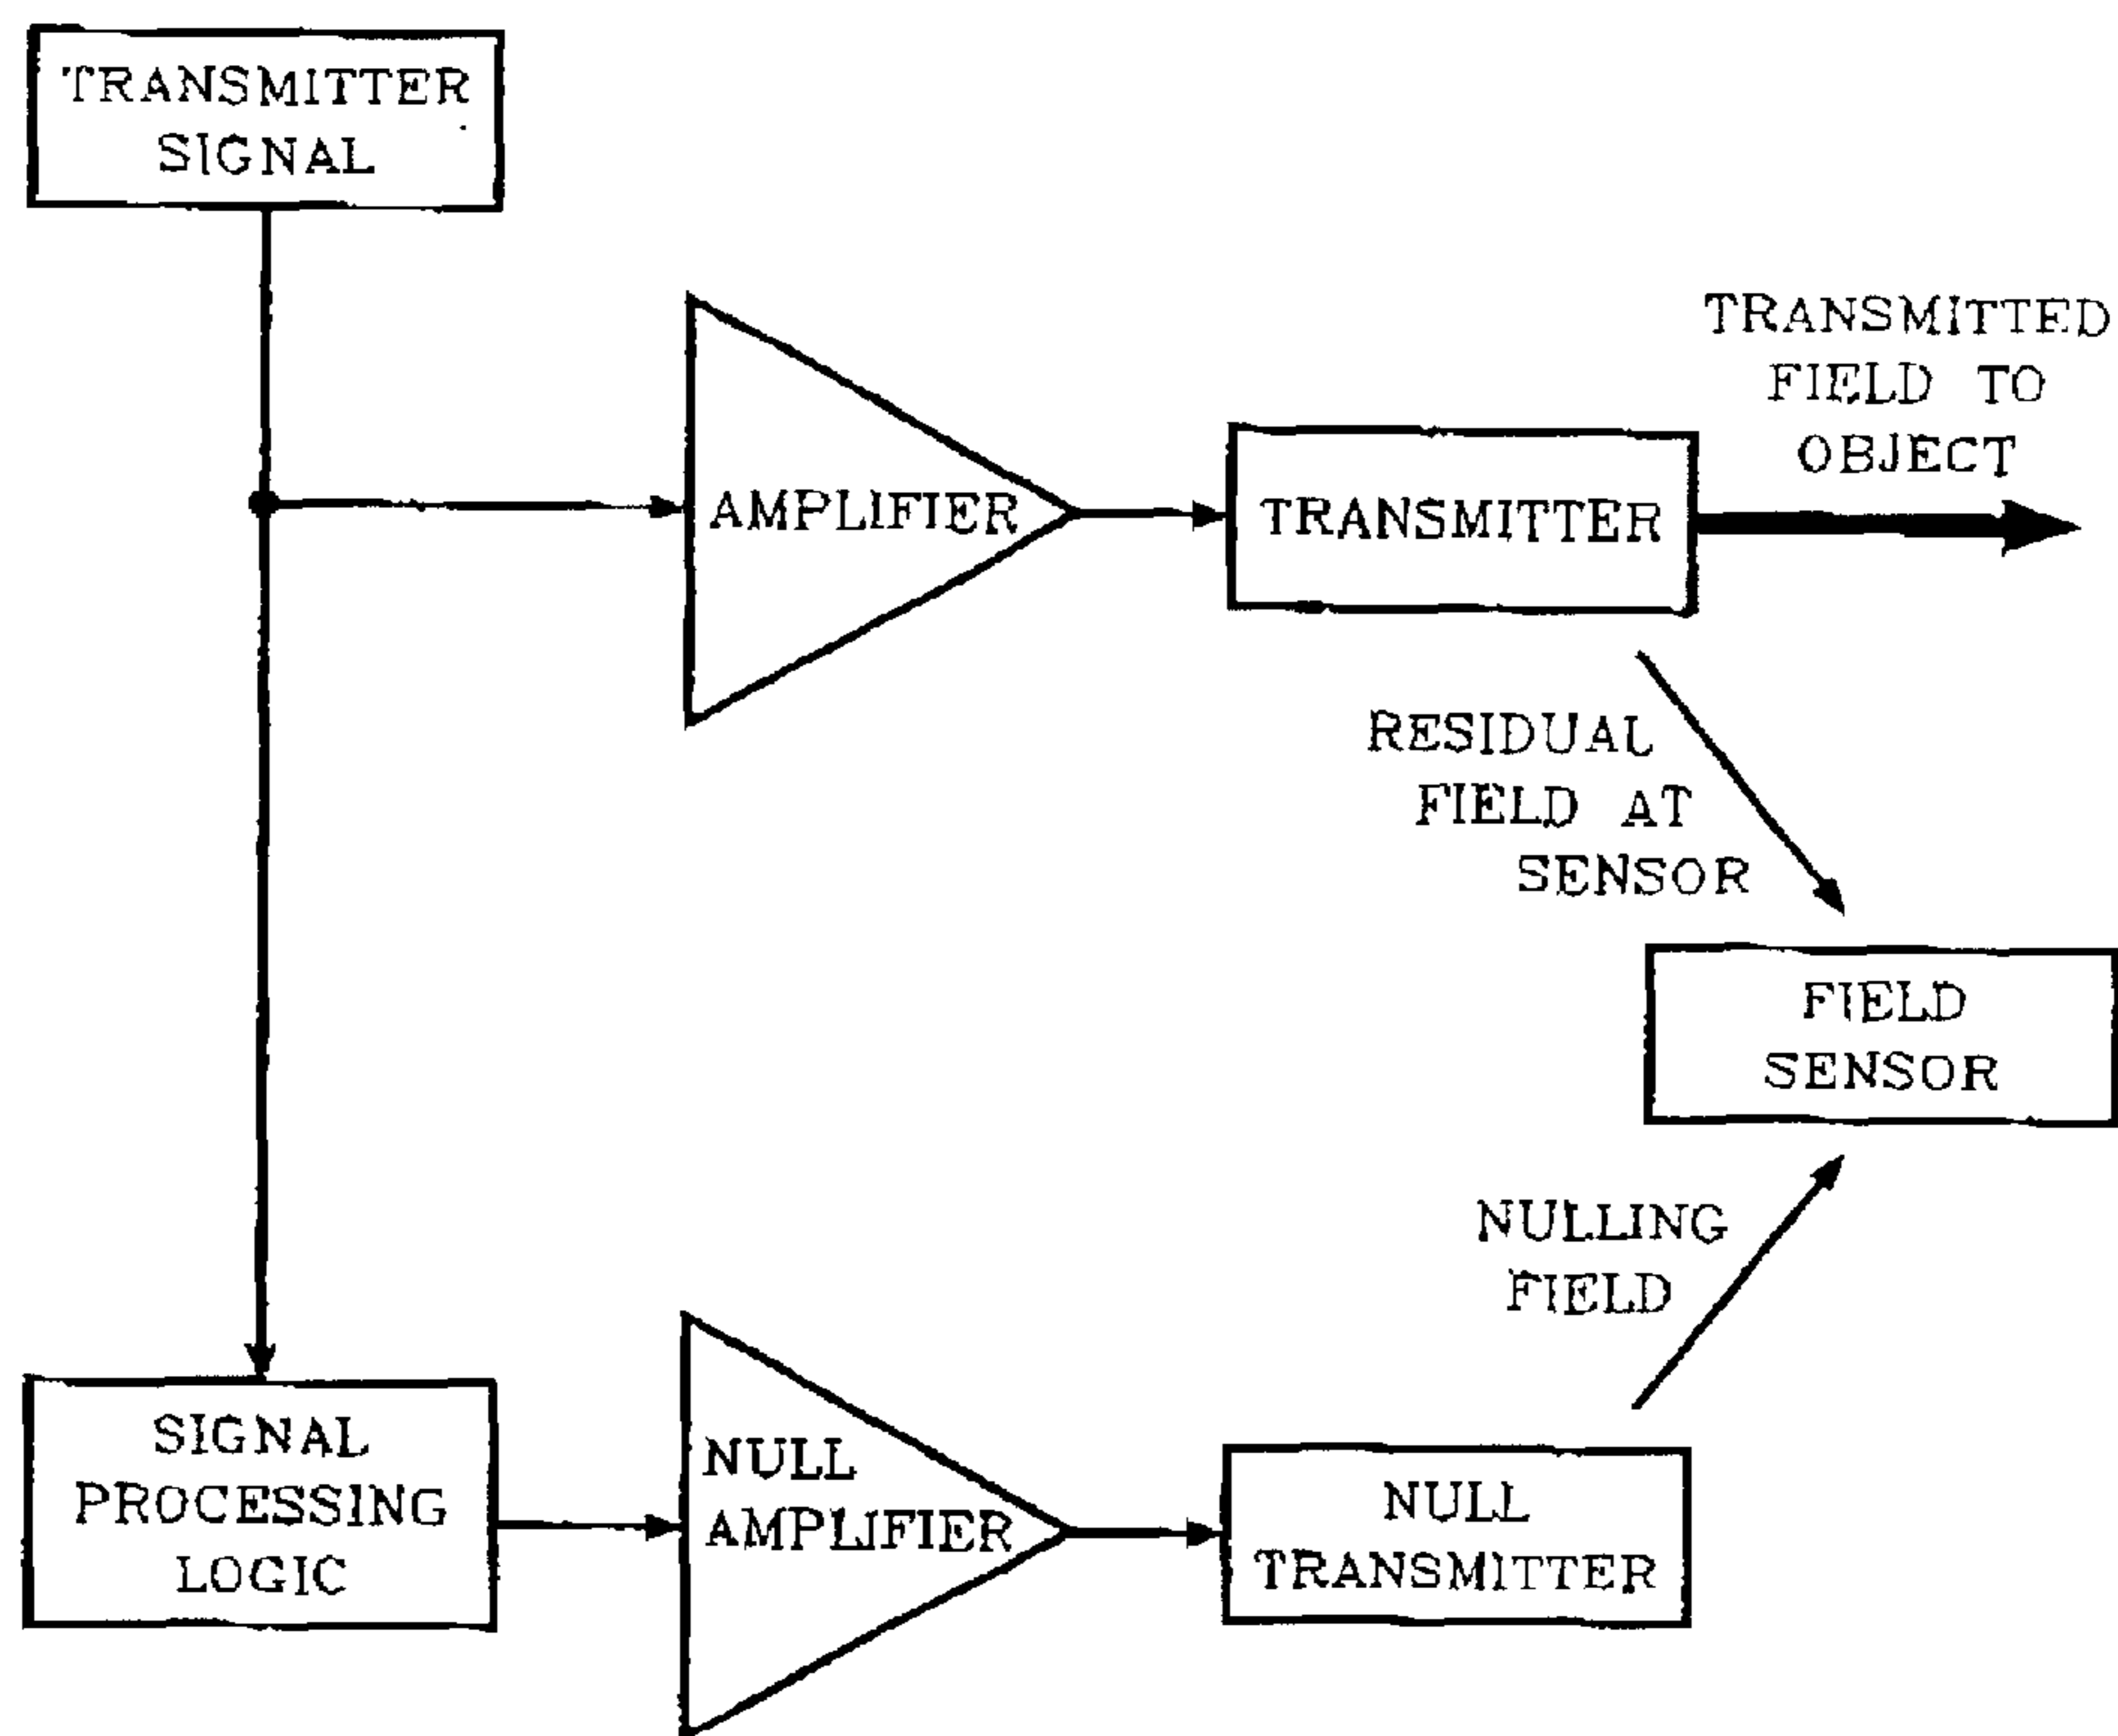 TRANSMITTER
SIGNAL
TRANSMITTED
FIELD TO
OBJECT
AMPLIFIER
TRANSMITTER
RESIDUAL
FIELD AT
SENSOR
FIELD
SENSOR
NULLING
FIELD
SIGNAL
PROCESSING
LOGIC
NULL
AMPLIFIER
NULL
TRANSMITTER